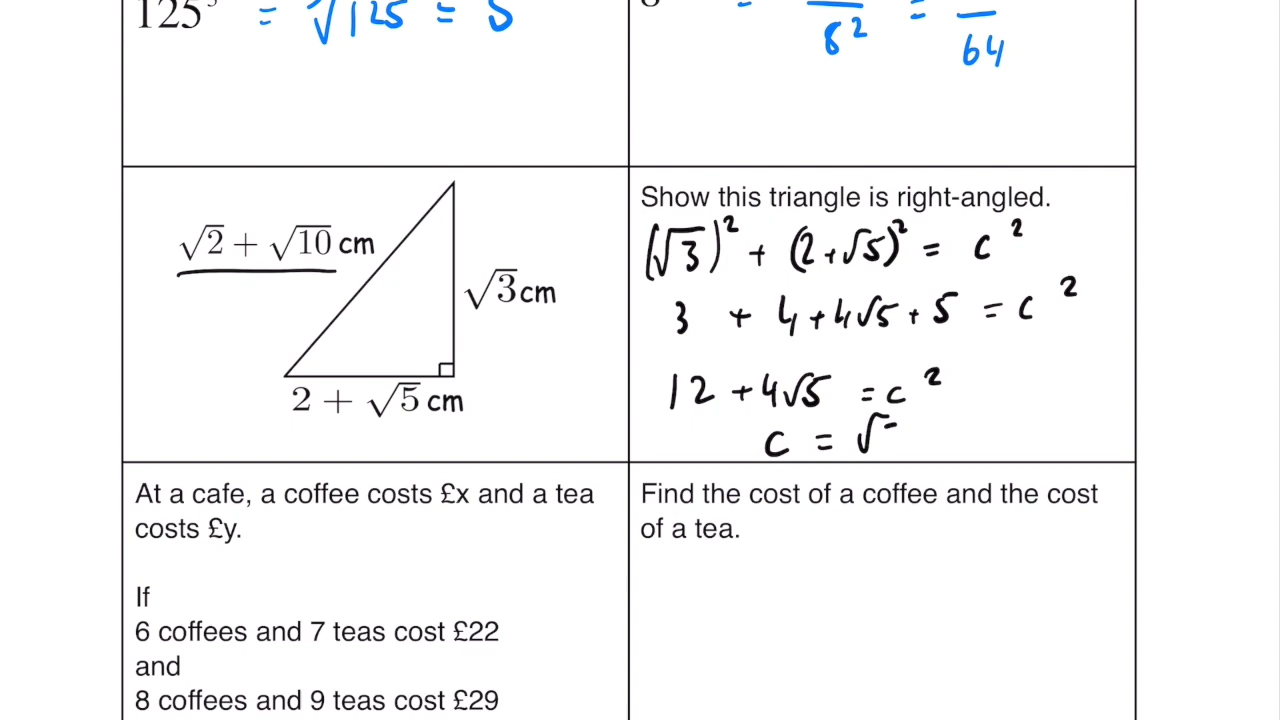 125 = ∛125 = 5
8² = 64
√2 + √10 cm
√3 cm
2 + √5 cm
Show this triangle is right-angled.
(√3)² + (2+√5)² = c²
3 + 4+4√5+5 = c²
12 + 4√5 = c²
c = √
At a cafe, a coffee costs £x and a tea
costs £y.
If
6 coffees and 7 teas cost £22
and
8 coffees and 9 teas cost £29
Find the cost of a coffee and the cost
of a tea.